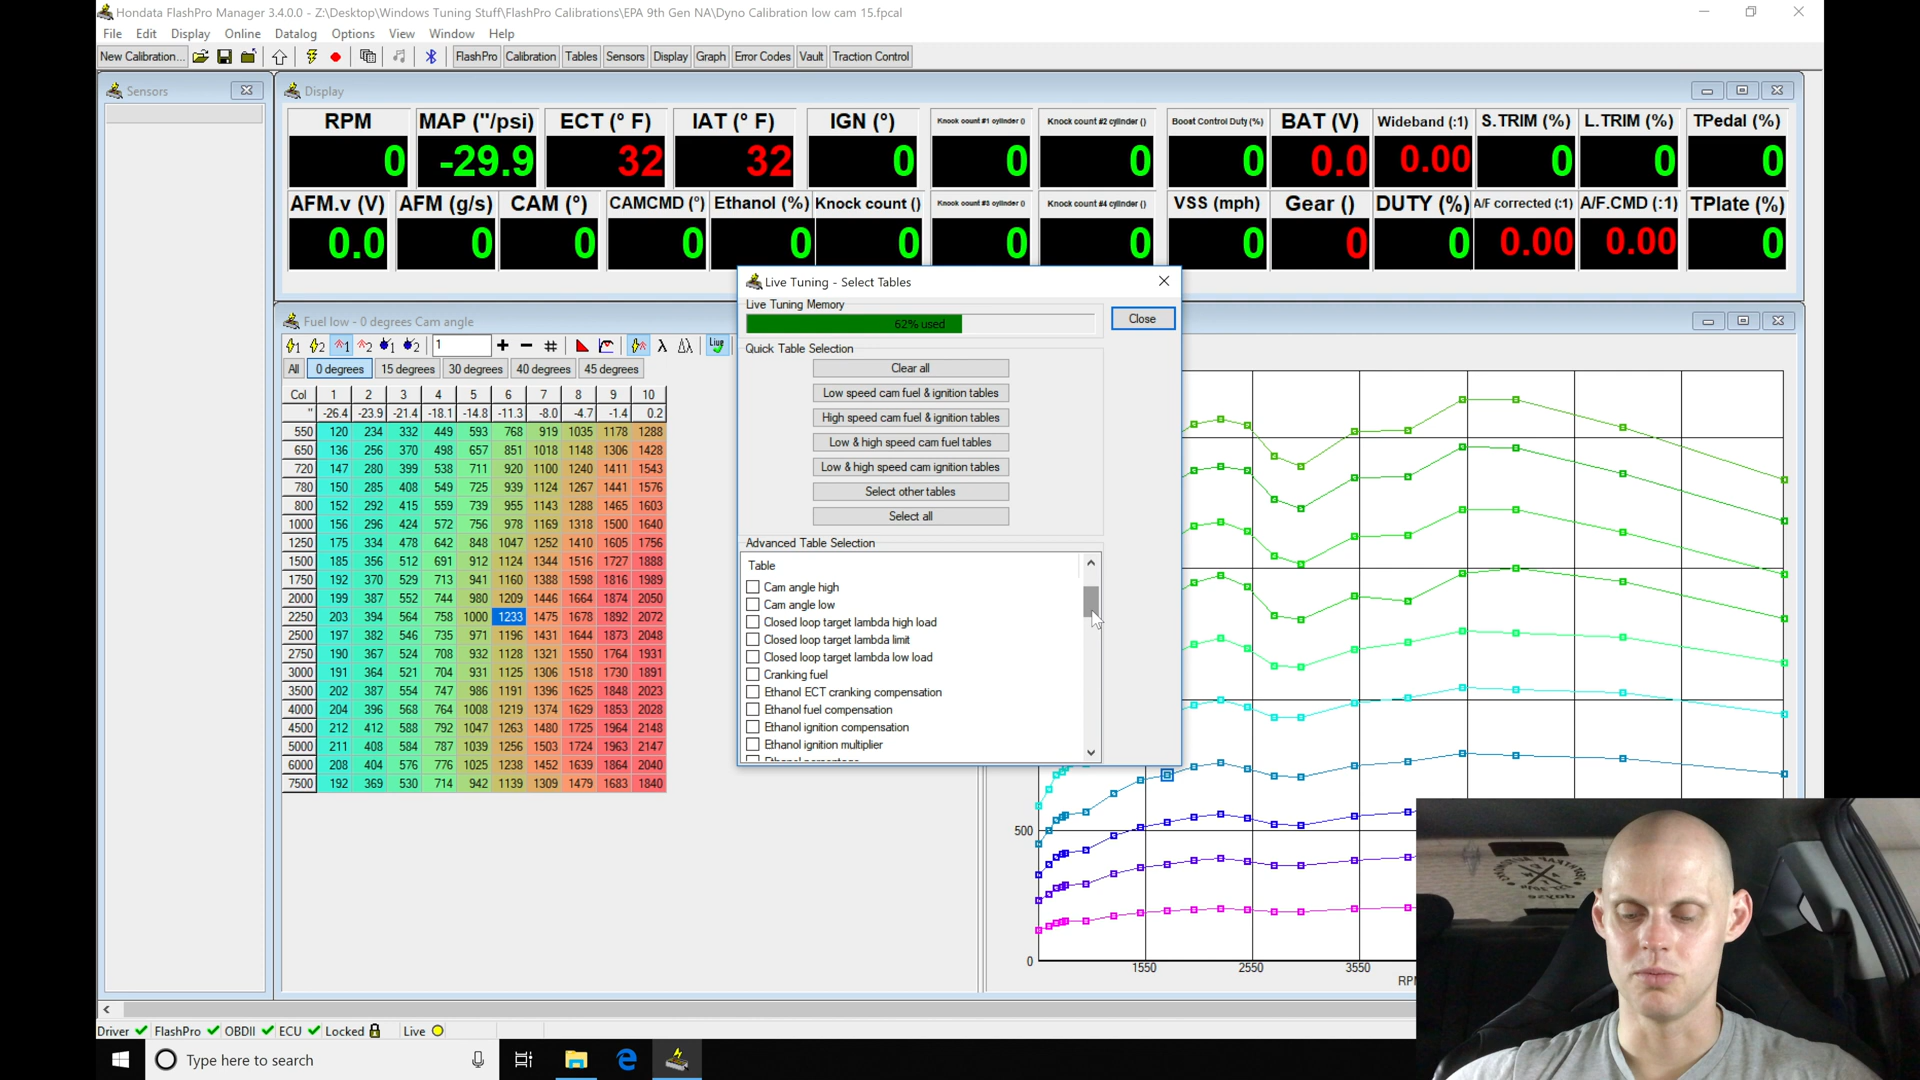 Hondata FlashPro Manager 3.4.0.0 - Z:\Desktop\Windows Tuning Stuff\FlashPro Calibrations\EPA 9th Gen NA\Dyno Calibration low cam 15.fpcal
File Edit Display Online Datalog Options View Window Help
New Calibration... FlashPro Calibration Tables Sensors Display Graph Error Codes Vault Traction Control
Sensors
Display
RPM MAP ("/psi) ECT (° F) IAT (° F) IGN (°) Knock count #1 cylinder () Knock count #2 cylinder () Boost Control Duty (%) BAT (V) Wideband (:1) S.TRIM (%) L.TRIM (%) TPedal (%)
0 -29.9 32 32 0 0 0 0 0.0 0.00 0 0 0
AFM.v (V) AFM (g/s) CAM (°) CAMCMD (°) Ethanol (%) Knock count () Knock count #3 cylinder () Knock count #4 cylinder () VSS (mph) Gear () DUTY (%) A/F corrected (:1) A/F.CMD (:1) TPlate (%)
0.0 0 0 0 0 0 0 0 0 0 0 0.00 0.00 0
Fuel low - 0 degrees Cam angle
1 2 1 2 1 2 1 Live
All 0 degrees 15 degrees 30 degrees 40 degrees 45 degrees
Col 1 2 3 4 5 6 7 8 9 10
" -26.4 -23.9 -21.4 -18.1 -14.8 -11.3 -8.0 -4.7 -1.4 0.2
550 120 234 332 449 593 768 919 1035 1178 1288
650 136 256 370 498 657 851 1018 1148 1306 1428
720 147 280 399 538 711 920 1100 1240 1411 1543
780 150 285 408 549 725 939 1124 1267 1441 1576
800 152 292 415 559 739 955 1143 1288 1465 1603
1000 156 296 424 572 756 978 1169 1318 1500 1640
1250 175 334 478 642 848 1047 1252 1410 1605 1756
1500 185 356 512 691 912 1124 1344 1516 1727 1888
1750 192 370 529 713 941 1160 1388 1598 1816 1989
2000 199 387 552 744 980 1209 1446 1664 1874 2050
2250 203 394 564 758 1000 1233 1475 1678 1892 2072
2500 197 382 546 735 971 1196 1431 1644 1873 2048
2750 190 367 524 708 932 1128 1321 1550 1764 1931
3000 191 364 521 704 931 1125 1306 1518 1730 1891
3500 202 387 554 747 986 1191 1396 1625 1848 2023
4000 204 396 568 764 1008 1219 1374 1629 1853 2028
4500 212 412 588 792 1047 1263 1480 1725 1964 2148
5000 211 408 584 787 1039 1256 1503 1724 1963 2147
6000 208 404 576 776 1025 1238 1452 1639 1864 2040
7500 192 369 530 714 942 1139 1309 1479 1683 1840
Live Tuning - Select Tables
Live Tuning Memory
62% used
Close
Quick Table Selection
Clear all
Low speed cam fuel & ignition tables
High speed cam fuel & ignition tables
Low & high speed cam fuel tables
Low & high speed cam ignition tables
Select other tables
Select all
Advanced Table Selection
Table
Cam angle high
Cam angle low
Closed loop target lambda high load
Closed loop target lambda limit
Closed loop target lambda low load
Cranking fuel
Ethanol ECT cranking compensation
Ethanol fuel compensation
Ethanol ignition compensation
Ethanol ignition multiplier
500
0
1550 2550 3550
Driver FlashPro OBDII ECU Locked Live
Type here to search